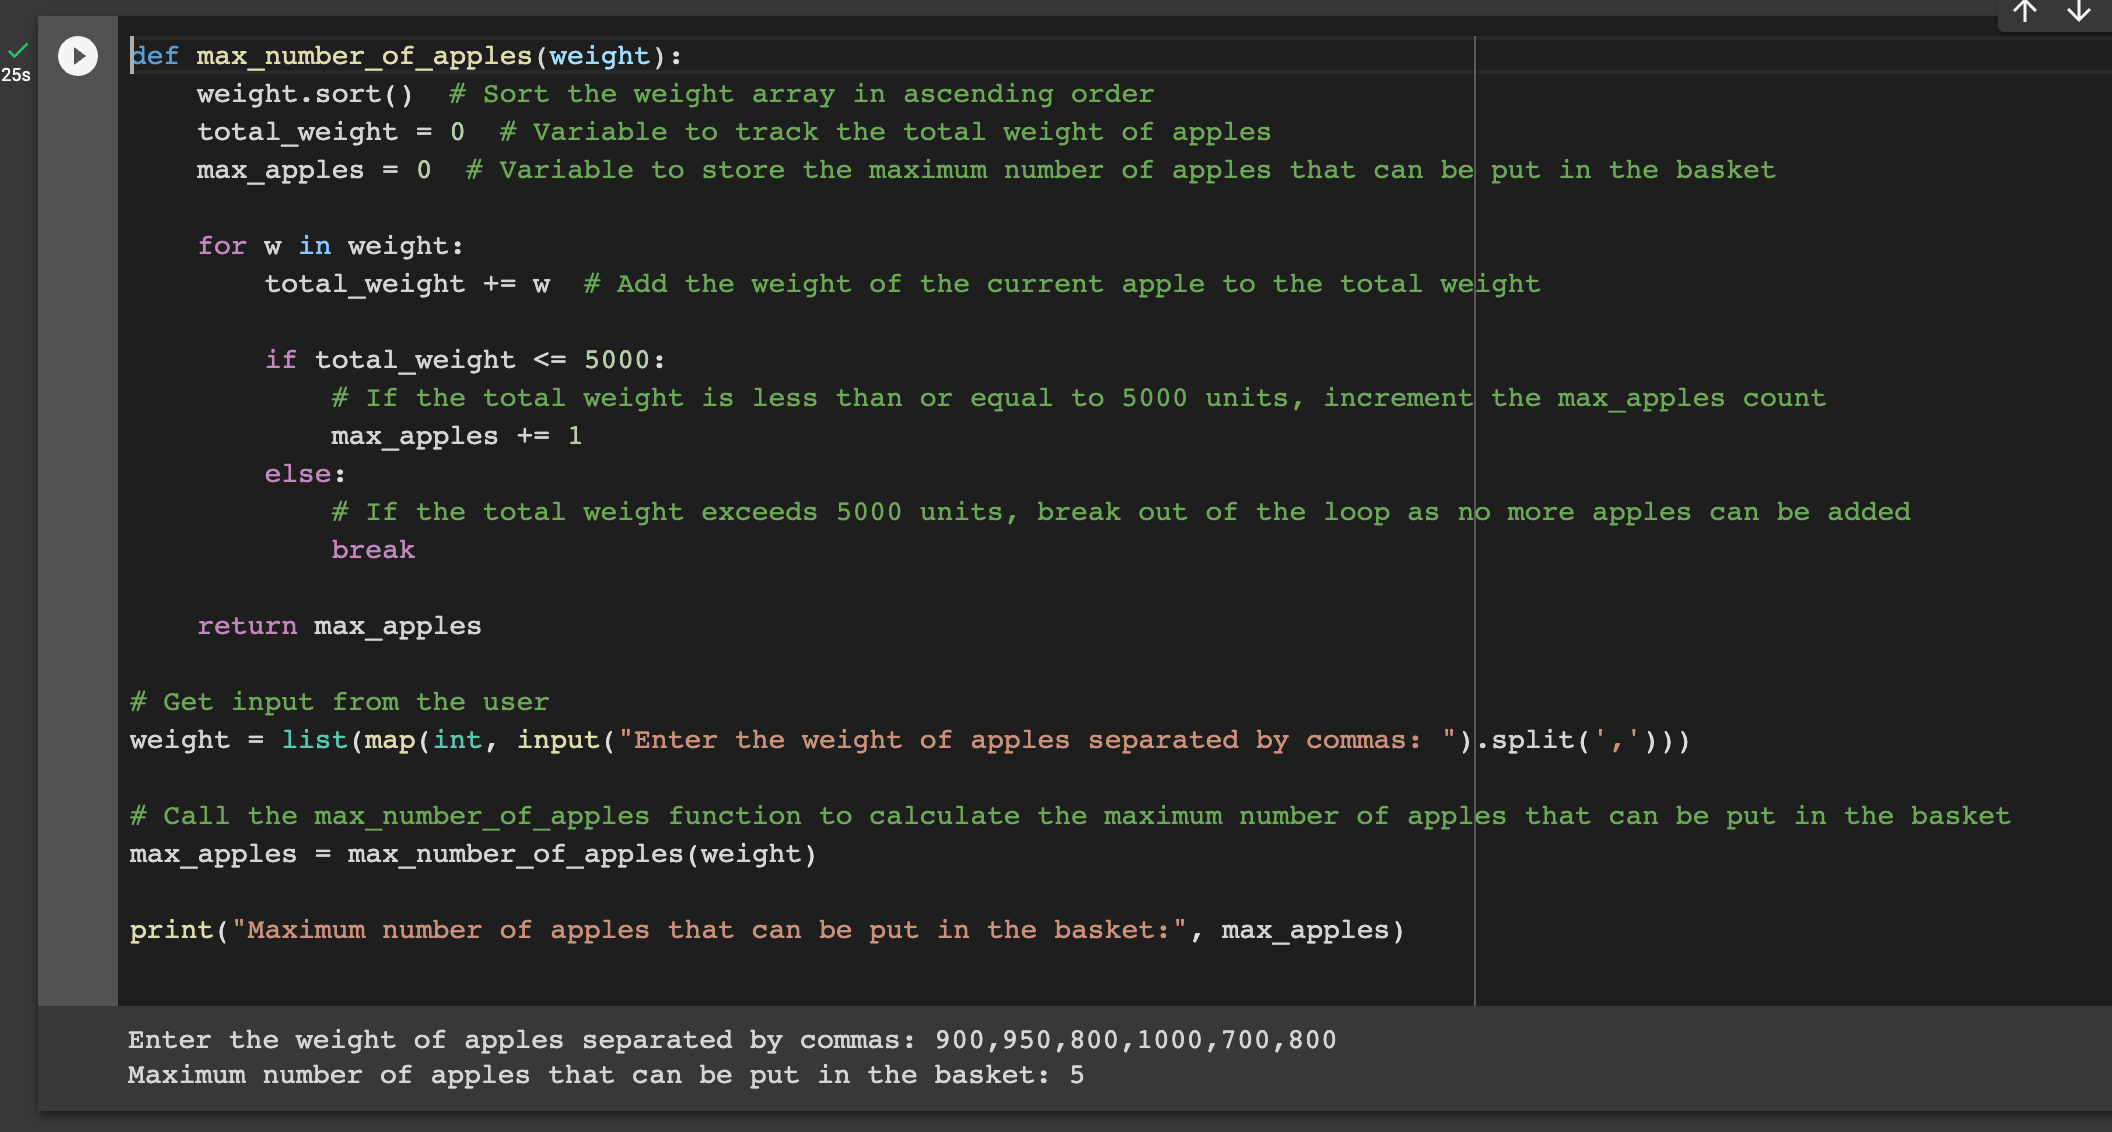 25s
def max_number_of_apples(weight):
    weight.sort()  # Sort the weight array in ascending order
    total_weight = 0  # Variable to track the total weight of apples
    max_apples = 0  # Variable to store the maximum number of apples that can be put in the basket
    for w in weight:
        total_weight += w  # Add the weight of the current apple to the total weight
        if total_weight <= 5000:
            # If the total weight is less than or equal to 5000 units, increment the max_apples count
            max_apples += 1
        else:
            # If the total weight exceeds 5000 units, break out of the loop as no more apples can be added
            break
    return max_apples
# Get input from the user
weight = list(map(int, input("Enter the weight of apples separated by commas: ").split(',')))
# Call the max_number_of_apples function to calculate the maximum number of apples that can be put in the basket
max_apples = max_number_of_apples(weight)
print("Maximum number of apples that can be put in the basket:", max_apples)
Enter the weight of apples separated by commas: 900,950,800,1000,700,800
Maximum number of apples that can be put in the basket: 5